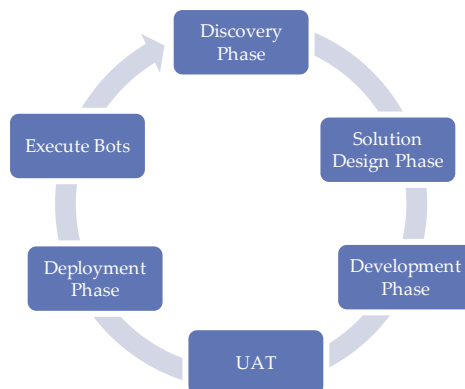 Discovery
Phase
Solution
Design Phase
Development
Phase
UAT
Deployment
Phase
Execute Bots